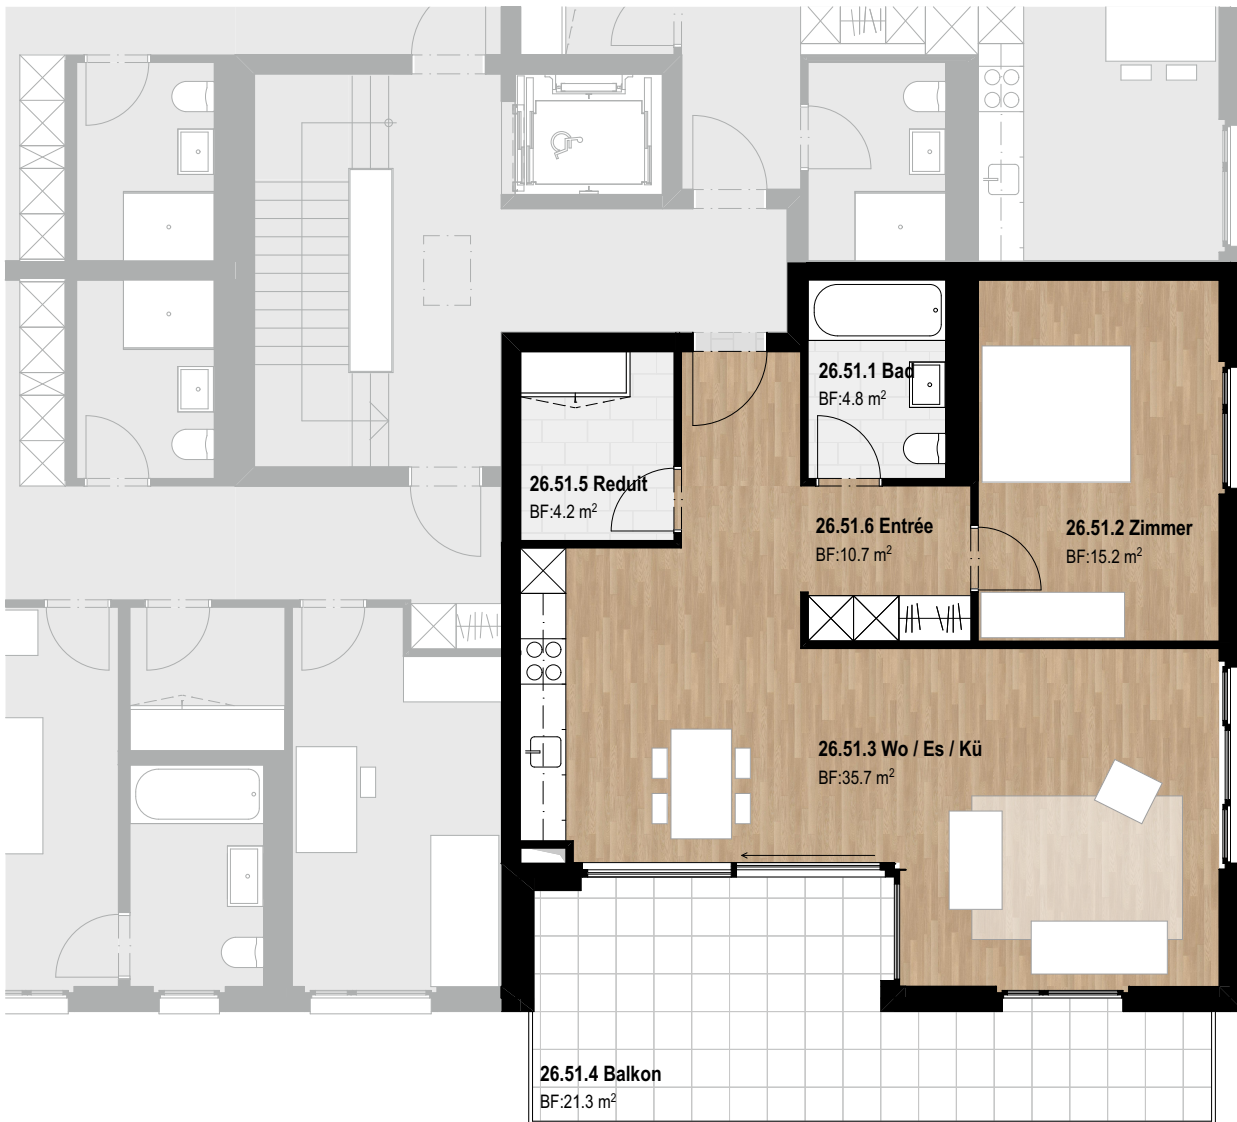 26.51.1 Bad
BF:4.8 m²
26.51.5 Reduit
BF:4.2 m²
26.51.6 Entrée
BF:10.7 m²
26.51.2 Zimmer
BF:15.2 m²
26.51.3 Wo / Es / Kü
BF:35.7 m²
26.51.4 Balkon
BF:21.3 m²